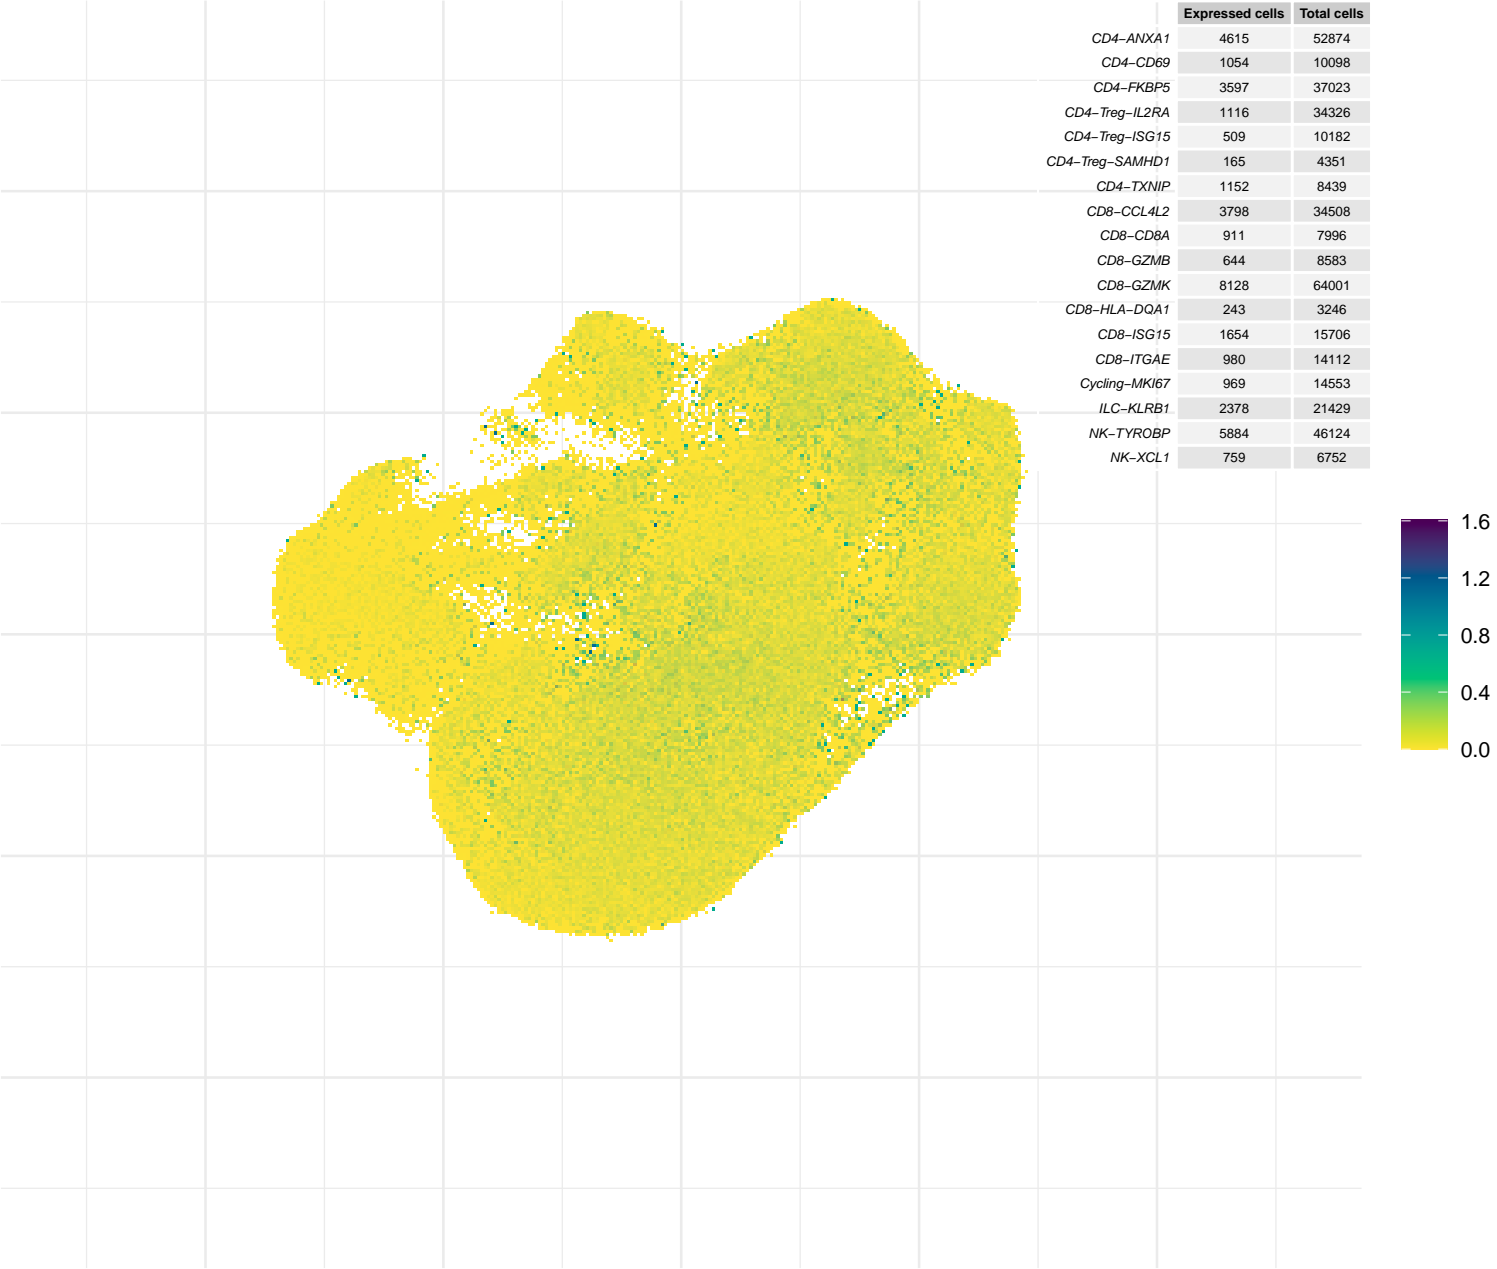 Expressed cells Total cells
CD4−ANXA1 4615 52874
CD4−CD69 1054 10098
CD4−FKBP5 3597 37023
CD4−Treg−IL2RA 1116 34326
CD4−Treg−ISG15 509 10182
CD4−Treg−SAMHD1 165 4351
CD4−TXNIP 1152 8439
CD8−CCL4L2 3798 34508
CD8−CD8A 911 7996
CD8−GZMB 644 8583
CD8−GZMK 8128 64001
CD8−HLA−DQA1 243 3246
CD8−ISG15 1654 15706
CD8−ITGAE 980 14112
Cycling−MKI67 969 14553
ILC−KLRB1 2378 21429
NK−TYROBP 5884 46124
NK−XCL1 759 6752
1.6
1.2
0.8
0.4
0.0